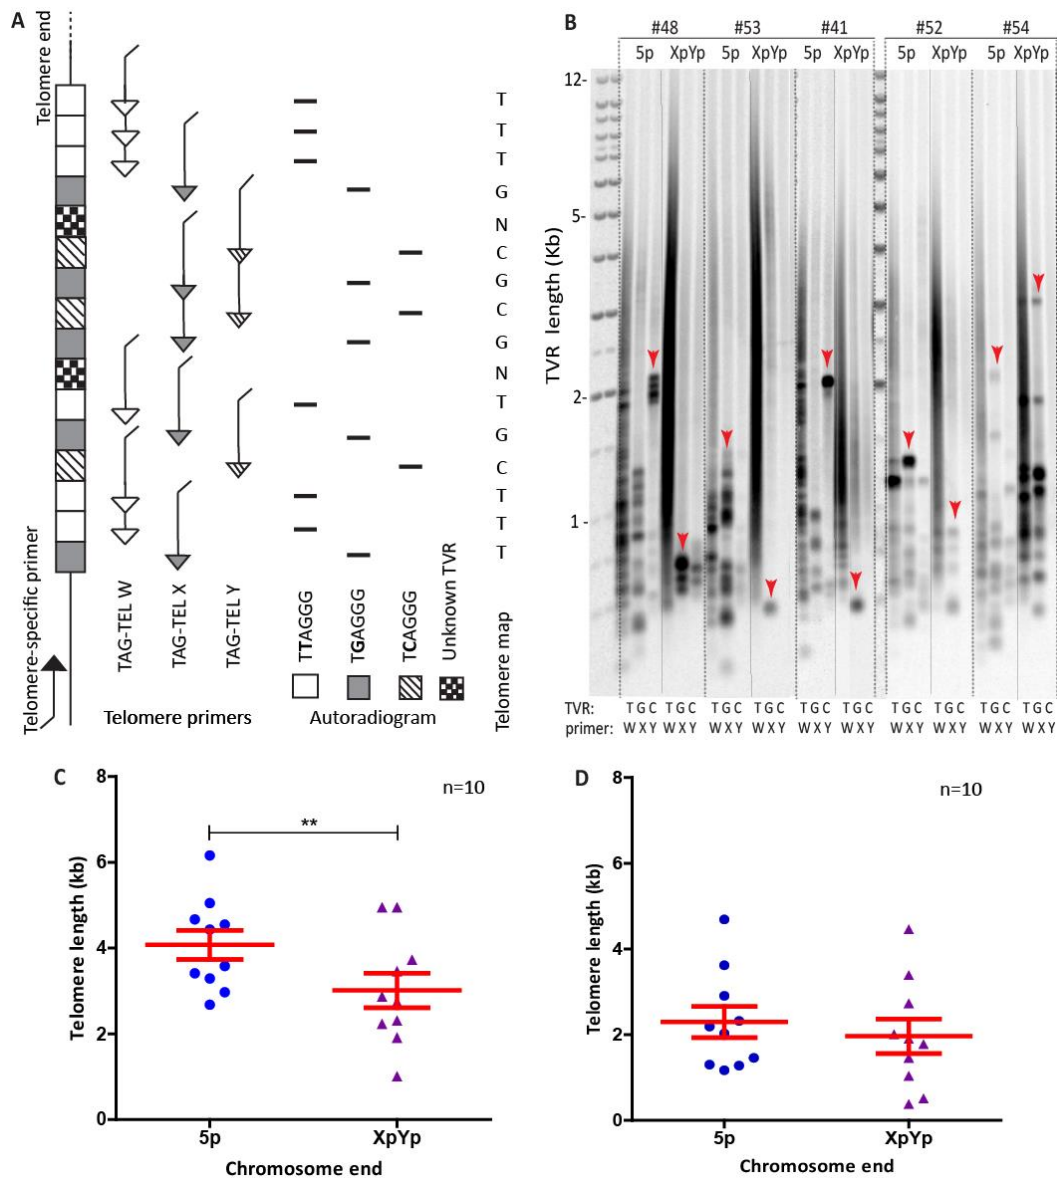 A
Telomere end
T
T
T
G
N
C
G
C
G
N
T
G
C
T
T
T
Telomere-specific primer
TAG-TEL W
TAG-TEL X
TAG-TEL Y
TTAGGG
TGAGGG
TCAGGG
Unknown TVR
Telomere map
Telomere primers
Autoradiogram
B
#48 #53 #41 #52 #54
5p XpYp 5p XpYp 5p XpYp 5p XpYp 5p XpYp
12-
5-
2-
1-
TVR length (Kb)
TVR: T G C T G C T G C T G C T G C T G C T G C T G C T G C T G C
primer: W X Y W X Y W X Y W X Y W X Y W X Y W X Y W X Y W X Y W X Y
C
n=10
**
8
6
4
2
0
Telomere length (kb)
5p XpYp
Chromosome end
D
n=10
8
6
4
2
0
Telomere length (kb)
5p XpYp
Chromosome end